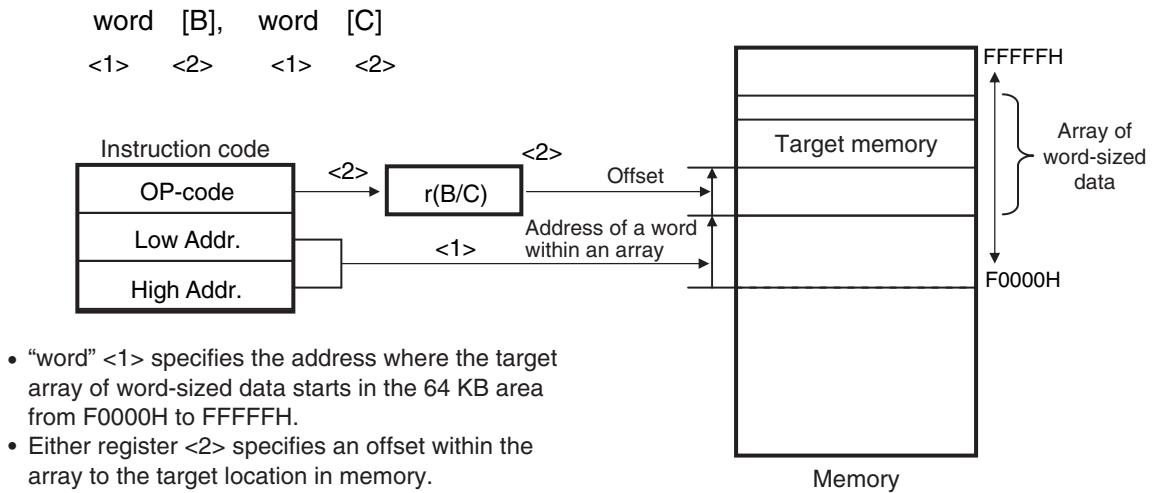 word [B], word [C]
<1> <2> <1> <2>
Instruction code
OP-code
Low Addr.
High Addr.
<2>
r(B/C)
<2>
Offset
<1>
Address of a word
within an array
FFFFFH
Target memory
Array of
word-sized
data
F0000H
Memory
• “word” <1> specifies the address where the target
array of word-sized data starts in the 64 KB area
from F0000H to FFFFFH.
• Either register <2> specifies an offset within the
array to the target location in memory.